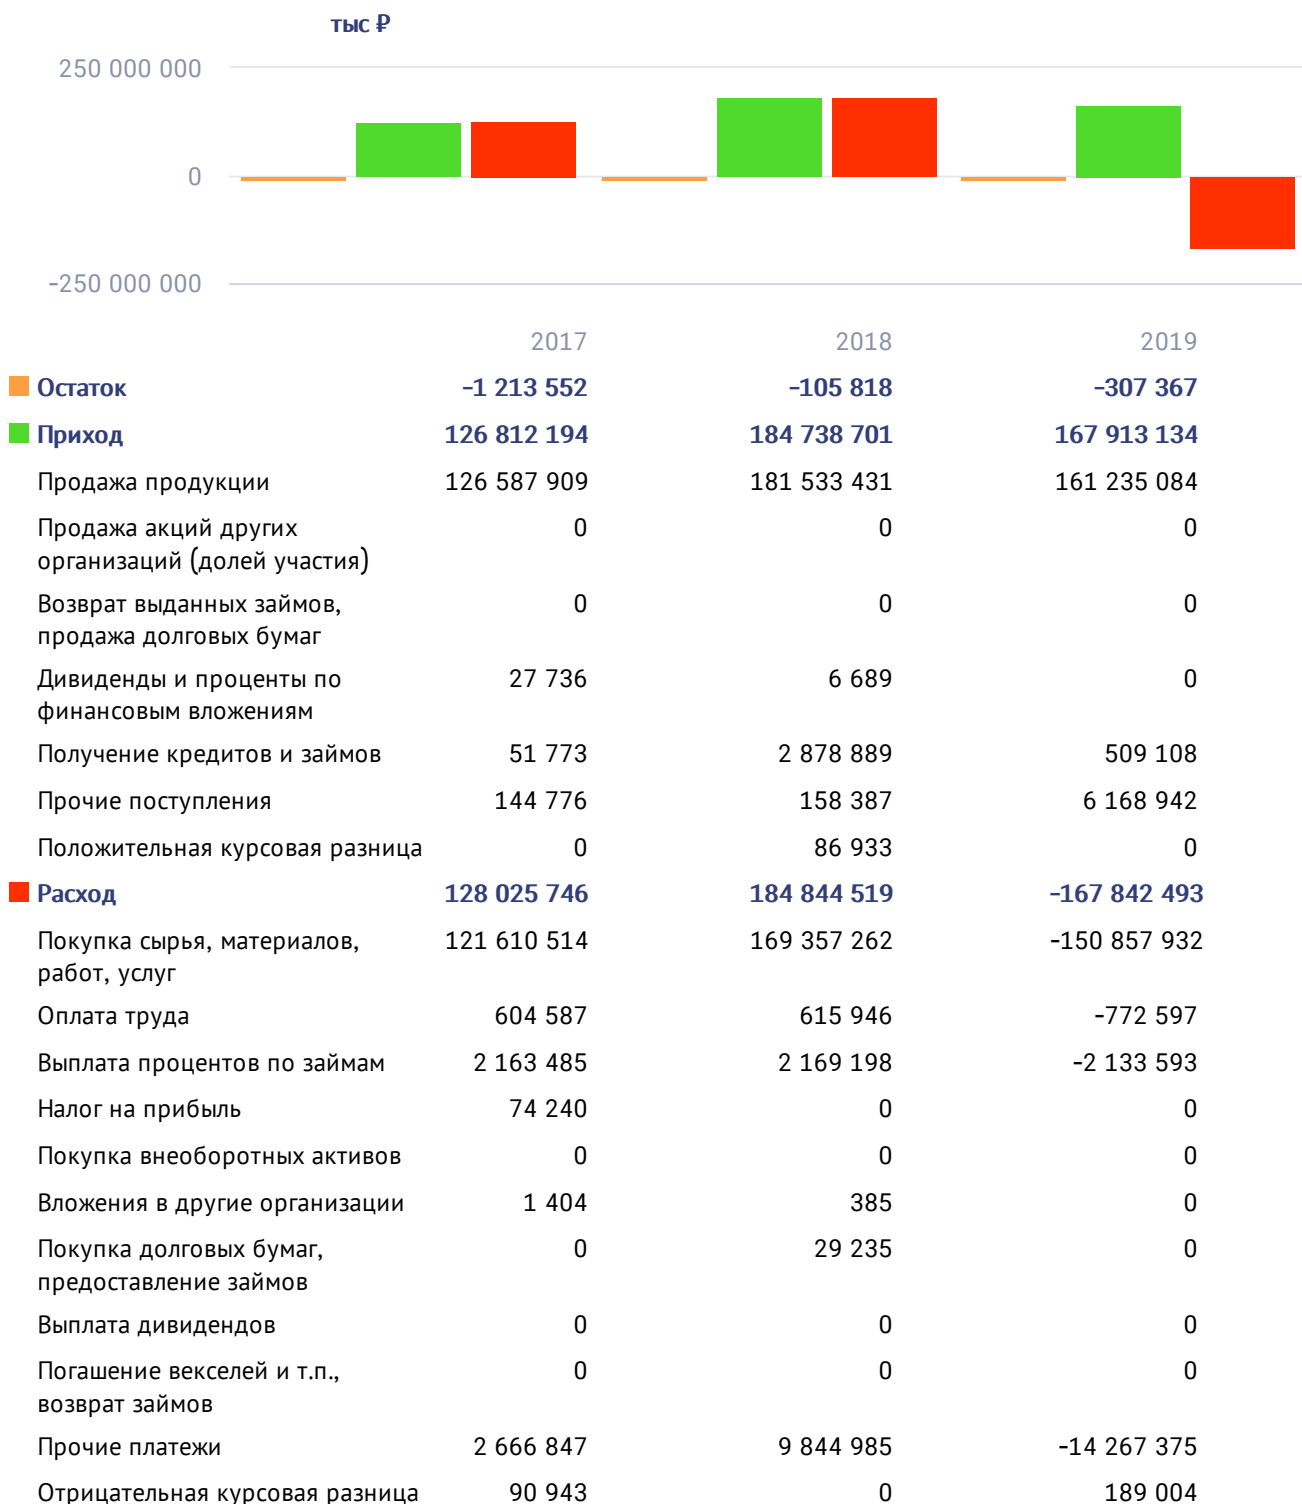 тыс ₽
250 000 000
0
-250 000 000
2017 2018 2019
Остаток -1 213 552 -105 818 -307 367
Приход 126 812 194 184 738 701 167 913 134
Продажа продукции 126 587 909 181 533 431 161 235 084
Продажа акций других 0 0 0
организаций (долей участия)
Возврат выданных займов, 0 0 0
продажа долговых бумаг
Дивиденды и проценты по 27 736 6 689 0
финансовым вложениям
Получение кредитов и займов 51 773 2 878 889 509 108
Прочие поступления 144 776 158 387 6 168 942
Положительная курсовая разница 0 86 933 0
Расход 128 025 746 184 844 519 -167 842 493
Покупка сырья, материалов, 121 610 514 169 357 262 -150 857 932
работ, услуг
Оплата труда 604 587 615 946 -772 597
Выплата процентов по займам 2 163 485 2 169 198 -2 133 593
Налог на прибыль 74 240 0 0
Покупка внеоборотных активов 0 0 0
Вложения в другие организации 1 404 385 0
Покупка долговых бумаг, 0 29 235 0
предоставление займов
Выплата дивидендов 0 0 0
Погашение векселей и т.п., 0 0 0
возврат займов
Прочие платежи 2 666 847 9 844 985 -14 267 375
Отрицательная курсовая разница 90 943 0 189 004